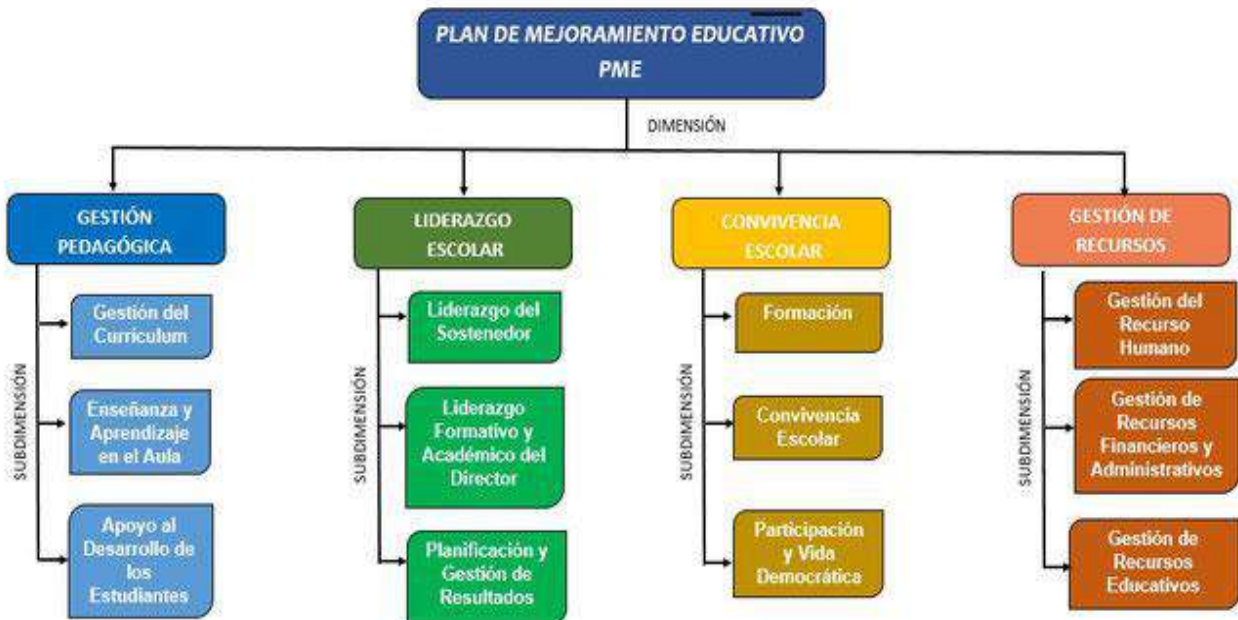 PLAN DE MEJORAMIENTO EDUCATIVO
PME
DIMENSIÓN
GESTIÓN
PEDAGÓGICA
SUBDIMENSIÓN
Gestión del
Curriculum
Enseñanza y
Aprendizaje
en el Aula
Apoyo al
Desarrollo de
los
Estudiantes
LIDERAZGO
ESCOLAR
SUBDIMENSIÓN
Liderazgo del
Sostenedor
Liderazgo
Formativo y
Académico del
Director
Planificación y
Gestión de
Resultados
CONVIVENCIA
ESCOLAR
SUBDIMENSIÓN
Formación
Convivencia
Escolar
Participación
y Vida
Democrática
GESTIÓN DE
RECURSOS
SUBDIMENSIÓN
Gestión del
Recurso
Humano
Gestión de
Recursos
Financieros y
Administrativos
Gestión de
Recursos
Educativos